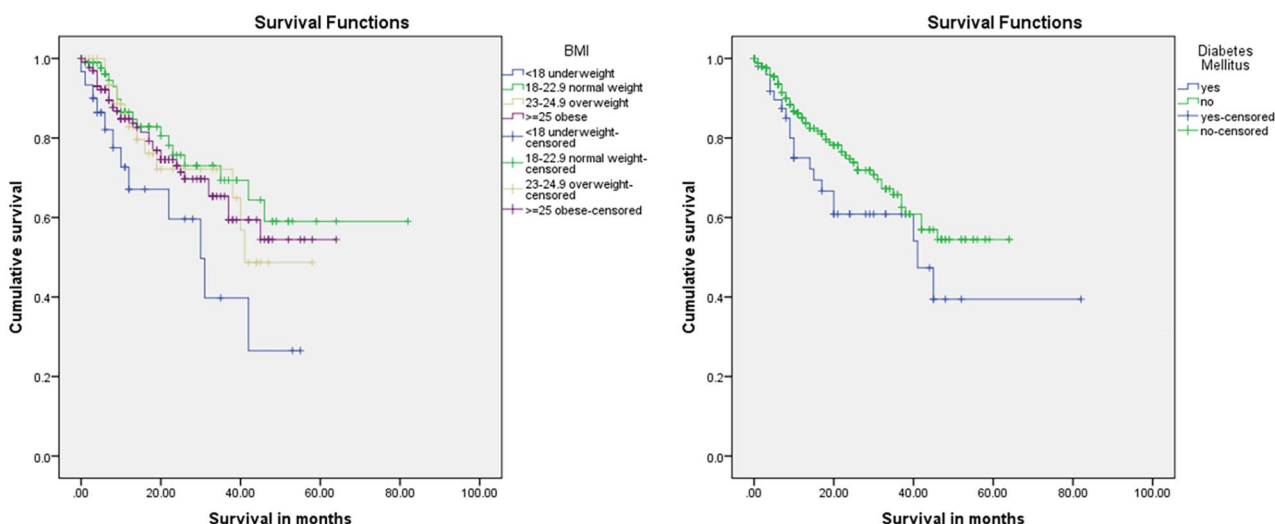 Survival Functions
Cumulative survival
1.0
0.8
0.6
0.4
0.2
0.0
.00 20.00 40.00 60.00 80.00 100.00
Survival in months
BMI
<18 underweight
18-22.9 normal weight
23-24.9 overweight
>=25 obese
<18 underweight-
censored
18-22.9 normal weight-
censored
23-24.9 overweight-
censored
>=25 obese-censored
Survival Functions
Cumulative survival
1.0
0.8
0.6
0.4
0.2
0.0
.00 20.00 40.00 60.00 80.00 100.00
Survival in months
Diabetes
Mellitus
yes
no
yes-censored
no-censored